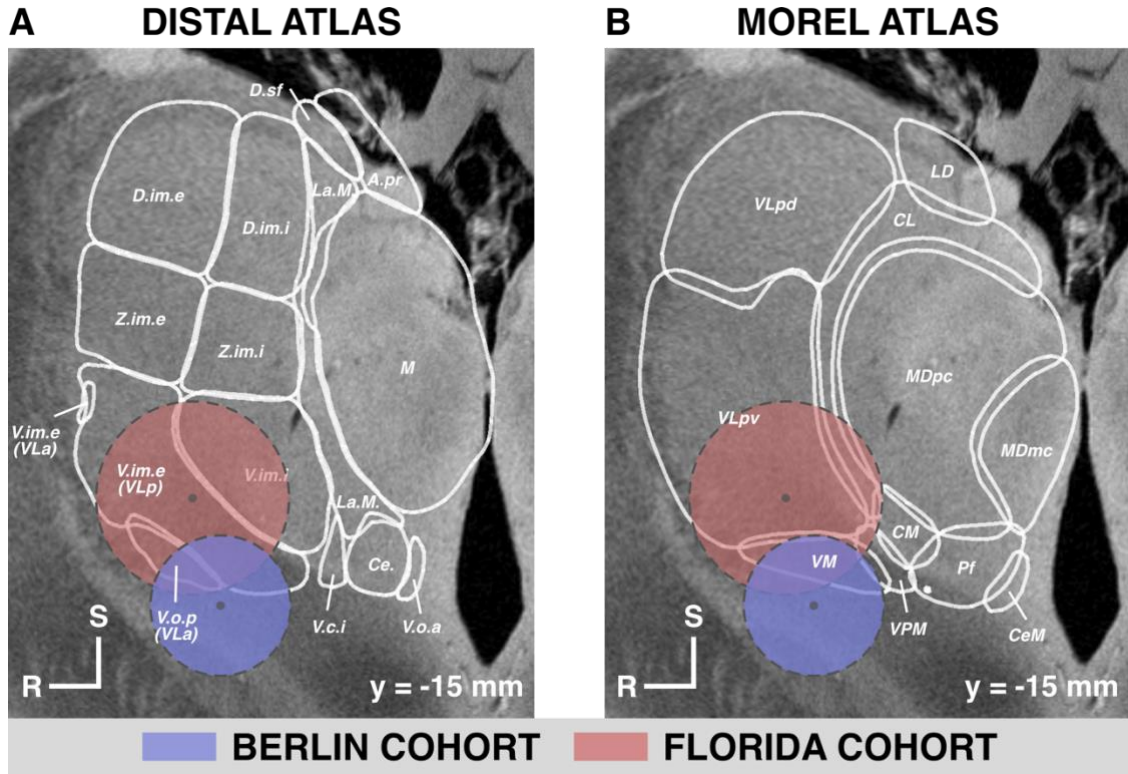 A DISTAL ATLAS
D.sf
La.M.
A.pr
D.im.e
D.im.i
Z.im.e
Z.im.i
M
V.im.e
(VLa)
V.im.e
(VLp)
V.im.i
La.M.
Ce.
V.o.p
(VLa)
V.c.i
V.o.a
S
R
y = -15 mm
B MOREL ATLAS
LD
VLpd
CL
MDpc
VLpv
MDmc
CM
VM
Pf
VPM
CeM
S
R
y = -15 mm
BERLIN COHORT FLORIDA COHORT